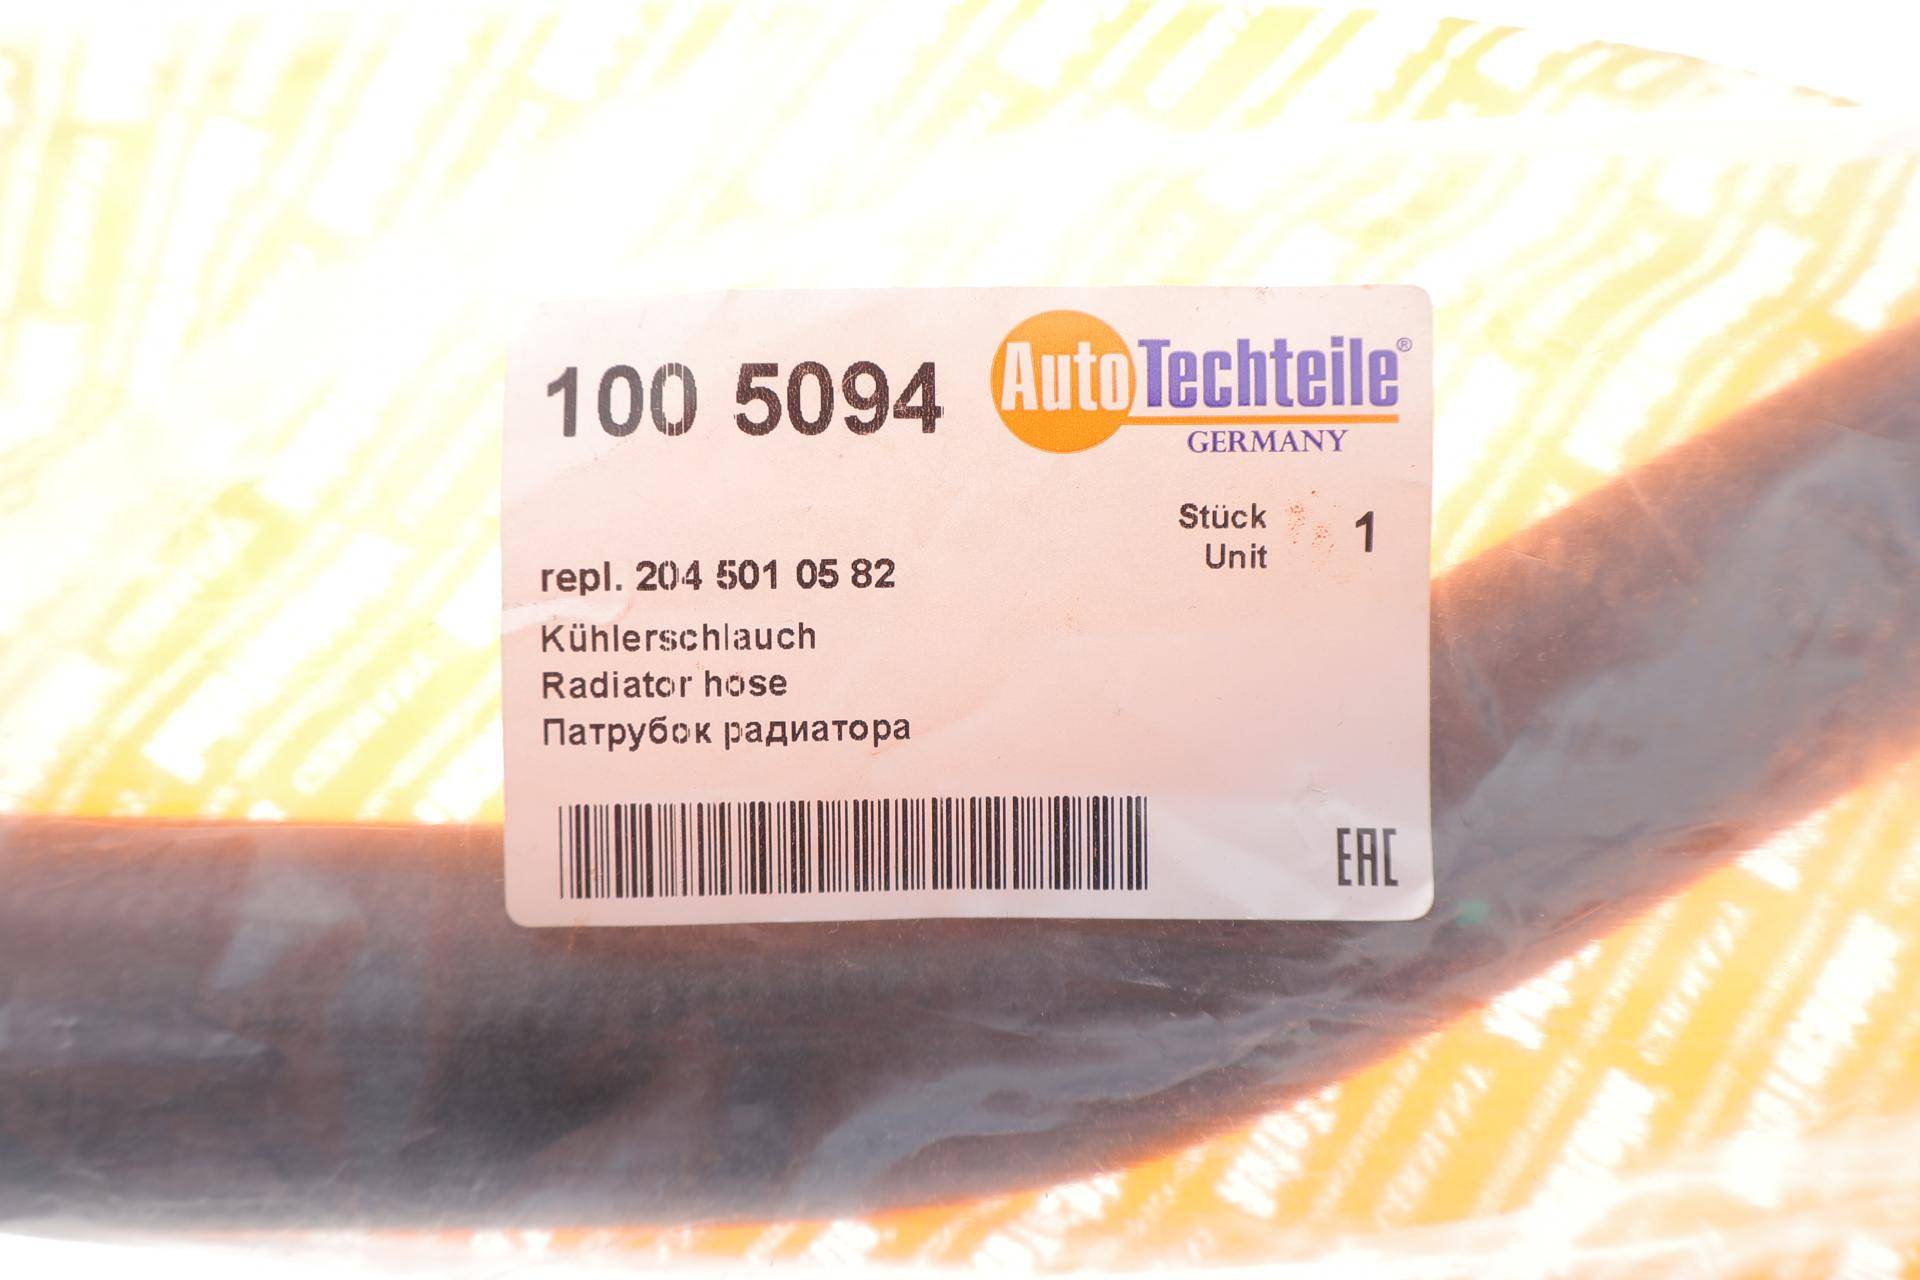 100 5094
AutoTechteile®
GERMANY
Stück 1
Unit
repl. 204 501 05 82
Kühlerschlauch
Radiator hose
Патрубок радиатора
EAC